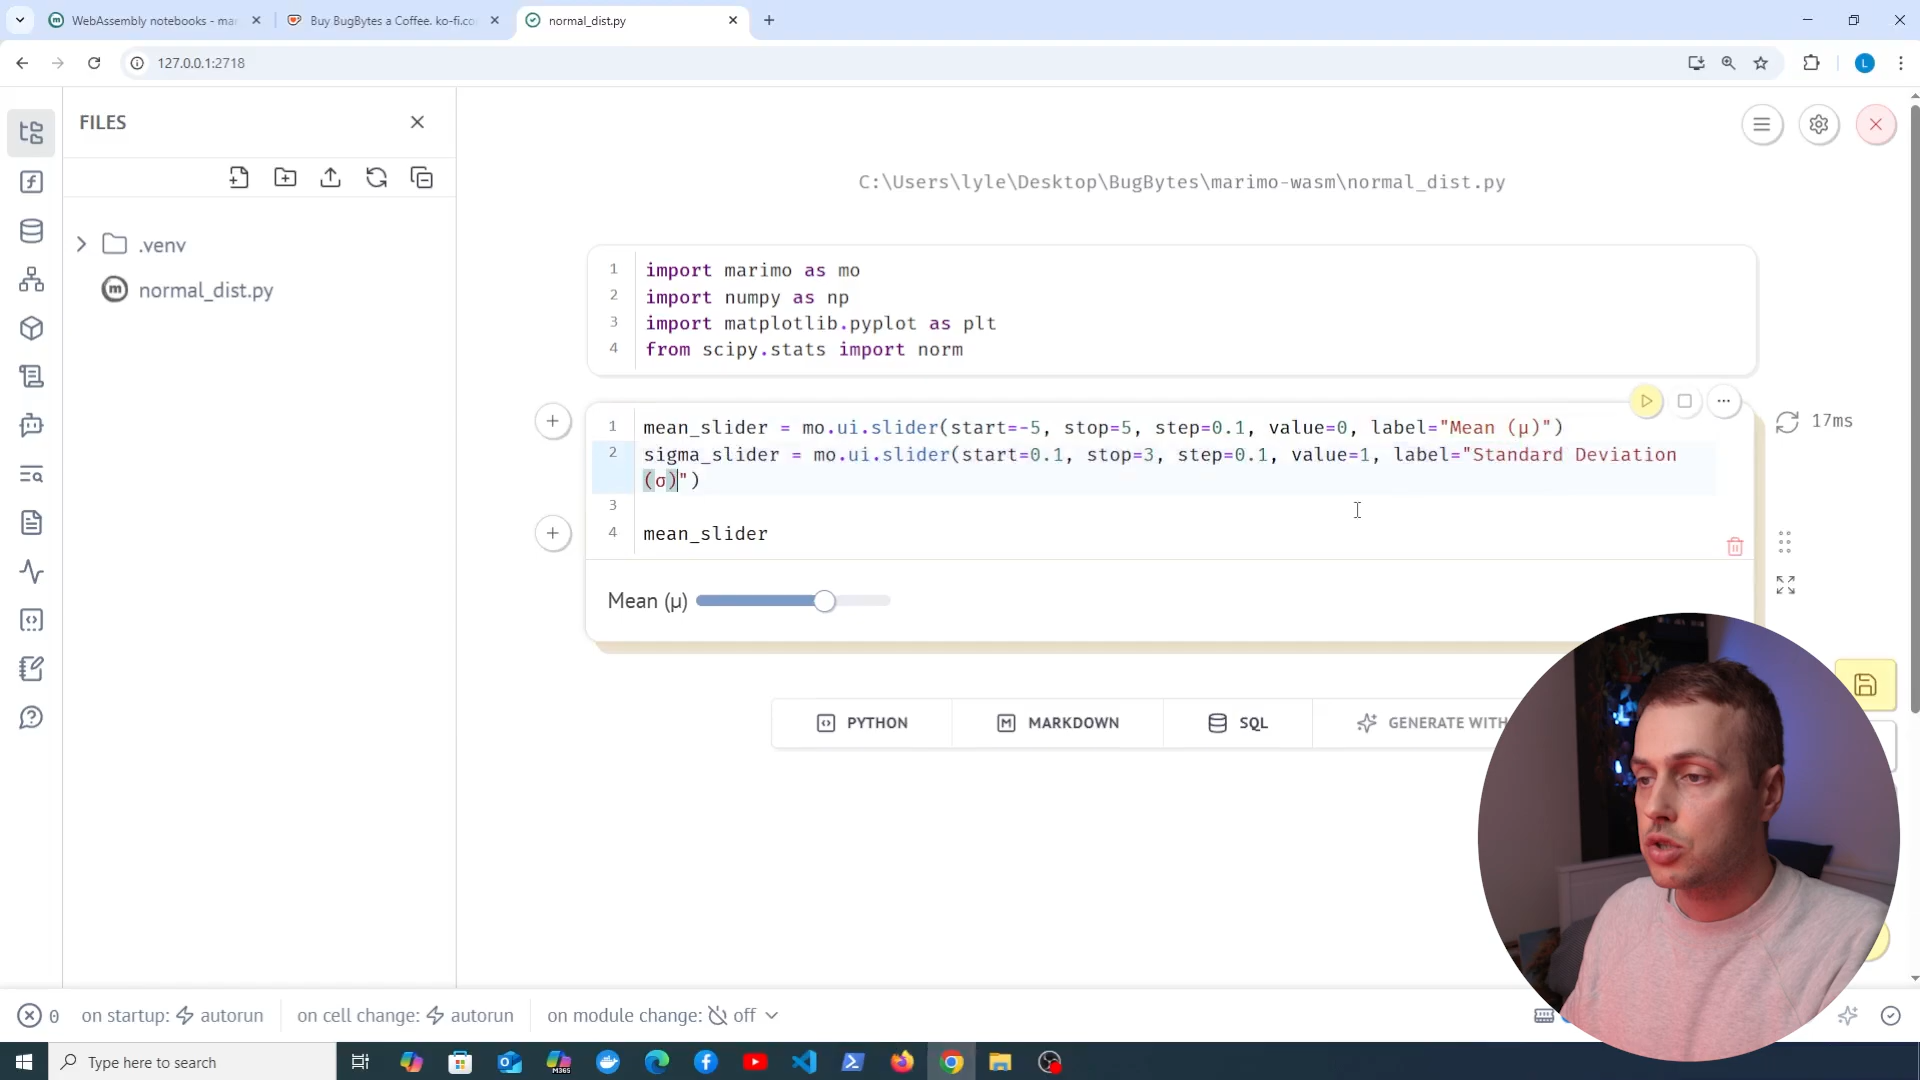 WebAssembly notebooks - ma
Buy BugBytes a Coffee. ko-fi.co
normal_dist.py
127.0.0.1:2718
L
FILES
.venv
normal_dist.py
C:\Users\lyle\Desktop\BugBytes\marimo-wasm\normal_dist.py
1 import marimo as mo
2 import numpy as np
3 import matplotlib.pyplot as plt
4 from scipy.stats import norm
1 mean_slider = mo.ui.slider(start=-5, stop=5, step=0.1, value=0, label="Mean (μ)")
2 sigma_slider = mo.ui.slider(start=0.1, stop=3, step=0.1, value=1, label="Standard Deviation
(σ)")
3
4 mean_slider
17ms
Mean (μ)
PYTHON
MARKDOWN
SQL
GENERATE WITH
0
on startup: autorun
on cell change: autorun
on module change: off
Type here to search
M365